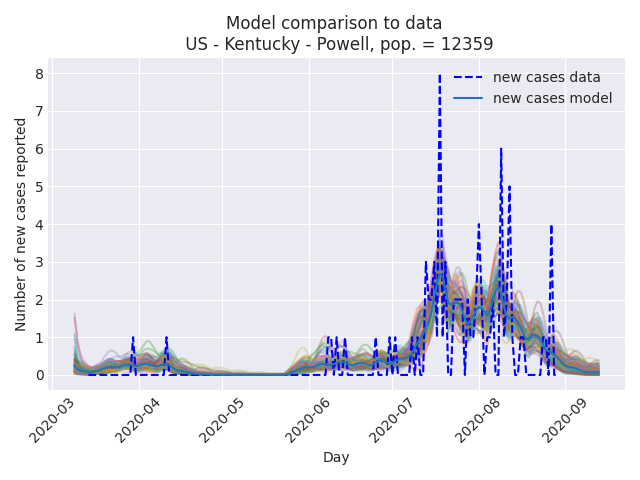 Model comparison to data
US - Kentucky - Powell, pop. = 12359
new cases data
new cases model
Number of new cases reported
8
7
6
5
4
3
2
1
0
2020-03
2020-04
2020-05
2020-06
2020-07
2020-08
2020-09
Day